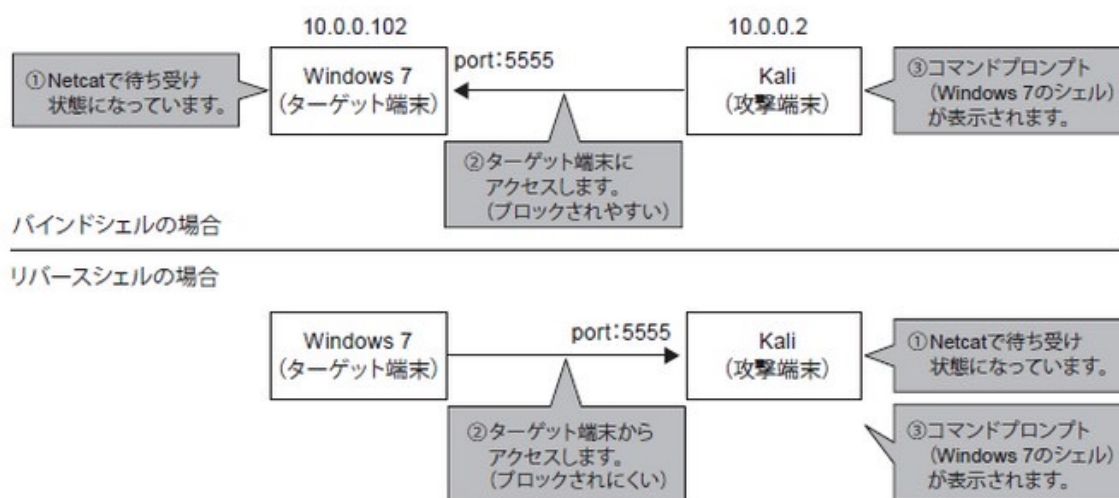 10.0.0.102
10.0.0.2
①Netcatで待ち受け
状態になっています。
Windows 7
(ターゲット端末)
port:5555
Kali
(攻撃端末)
③コマンドプロンプト
(Windows 7のシェル)
が表示されます。
②ターゲット端末に
アクセスします。
(ブロックされやすい)
バインドシェルの場合
リバースシェルの場合
Windows 7
(ターゲット端末)
port:5555
Kali
(攻撃端末)
①Netcatで待ち受け
状態になっています。
②ターゲット端末から
アクセスします。
(ブロックされにくい)
③コマンドプロンプト
(Windows 7のシェル)
が表示されます。